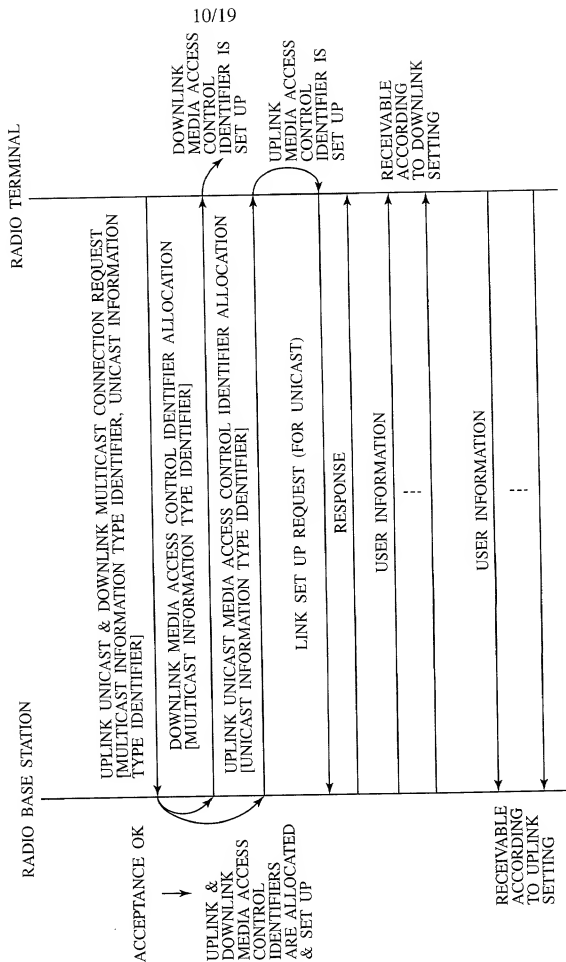 10/19
RADIO BASE STATION
RADIO TERMINAL
UPLINK UNICAST & DOWNLINK MULTICAST CONNECTION REQUEST
[MULTICAST INFORMATION TYPE IDENTIFIER, UNICAST INFORMATION
TYPE IDENTIFIER]
ACCEPTANCE OK
UPLINK &
DOWNLINK
MEDIA ACCESS
CONTROL
IDENTIFIERS
ARE ALLOCATED
& SET UP
DOWNLINK MEDIA ACCESS CONTROL IDENTIFIER ALLOCATION
[MULTICAST INFORMATION TYPE IDENTIFIER]
DOWNLINK
MEDIA ACCESS
CONTROL
IDENTIFIER IS
SET UP
UPLINK UNICAST MEDIA ACCESS CONTROL IDENTIFIER ALLOCATION
[UNICAST INFORMATION TYPE IDENTIFIER]
UPLINK
MEDIA ACCESS
CONTROL
IDENTIFIER IS
SET UP
LINK SET UP REQUEST (FOR UNICAST)
RESPONSE
USER INFORMATION
RECEIVABLE
ACCORDING
TO DOWNLINK
SETTING
USER INFORMATION
RECEIVABLE
ACCORDING
TO UPLINK
SETTING